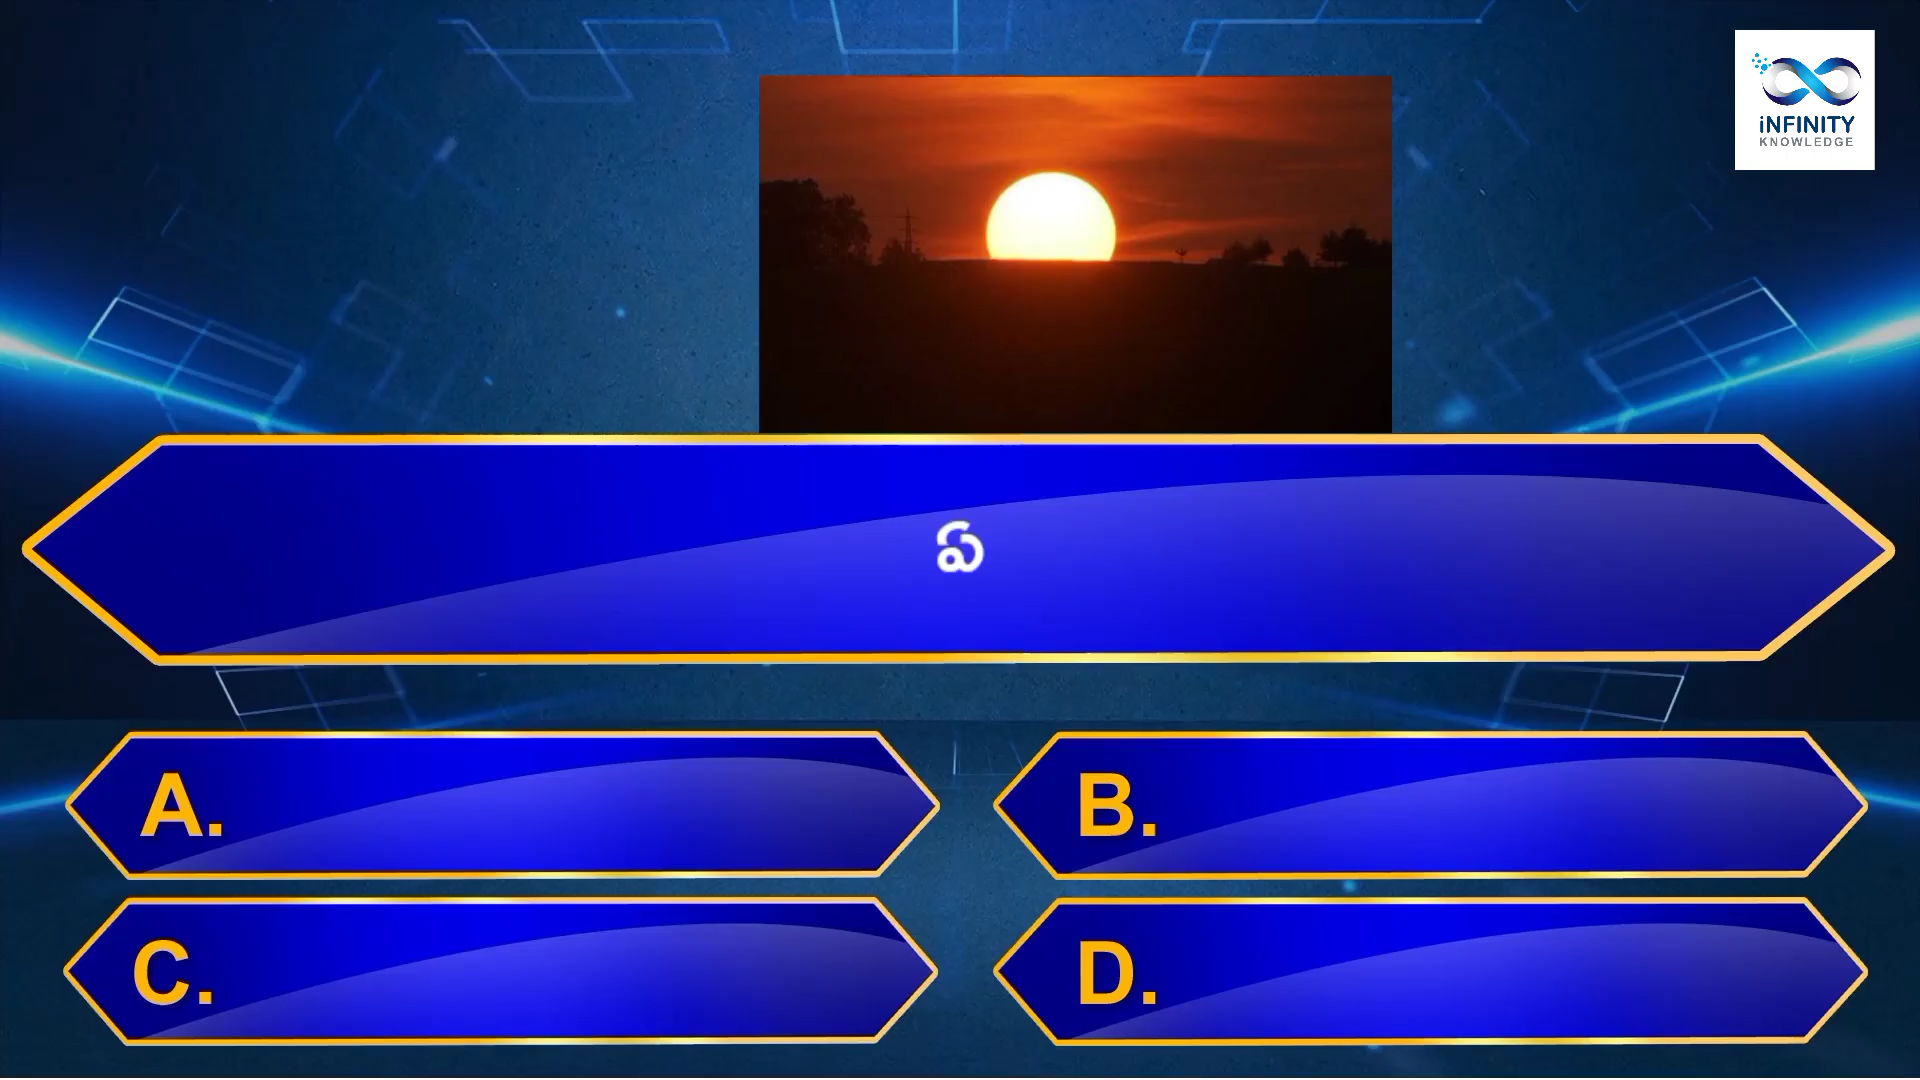 iNFINITY
KNOWLEDGE
ఏ
A.
B.
C.
D.